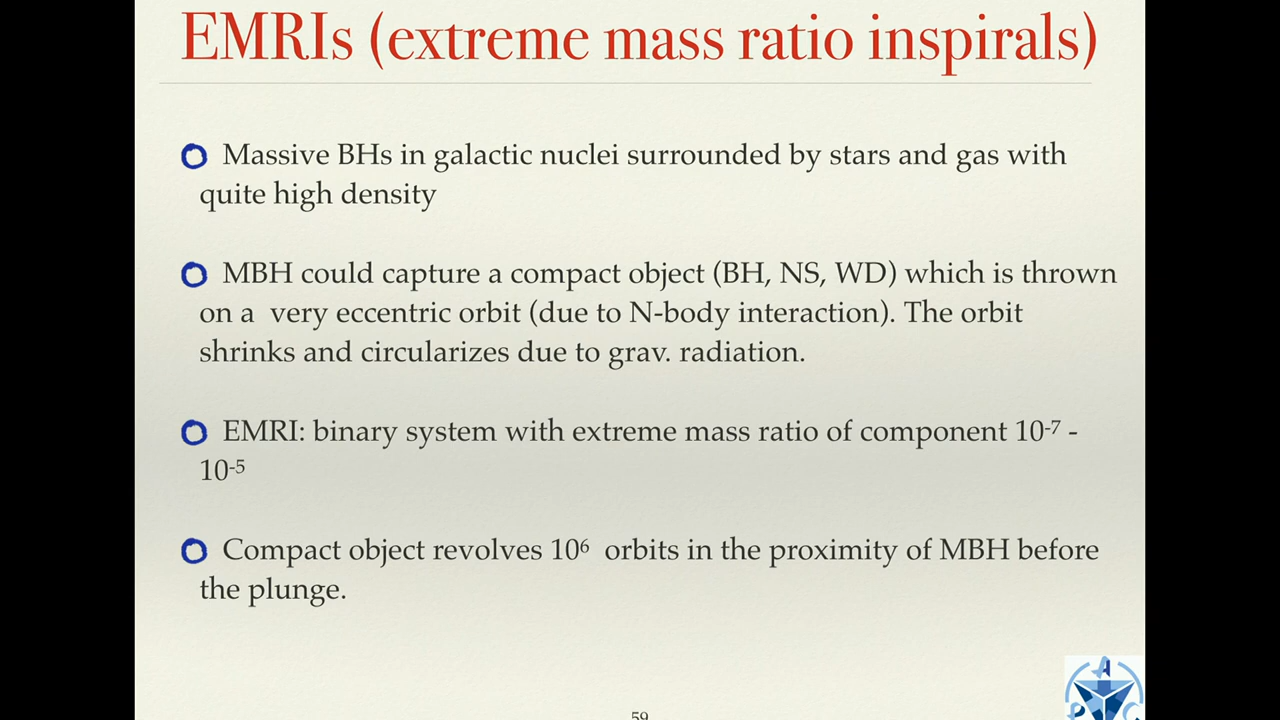 EMRIs (extreme mass ratio inspirals)
Massive BHs in galactic nuclei surrounded by stars and gas with
quite high density
MBH could capture a compact object (BH, NS, WD) which is thrown
on a very eccentric orbit (due to N-body interaction). The orbit
shrinks and circularizes due to grav. radiation.
EMRI: binary system with extreme mass ratio of component 10⁻⁷ -
10⁻⁵
Compact object revolves 10⁶ orbits in the proximity of MBH before
the plunge.
59
A
P C